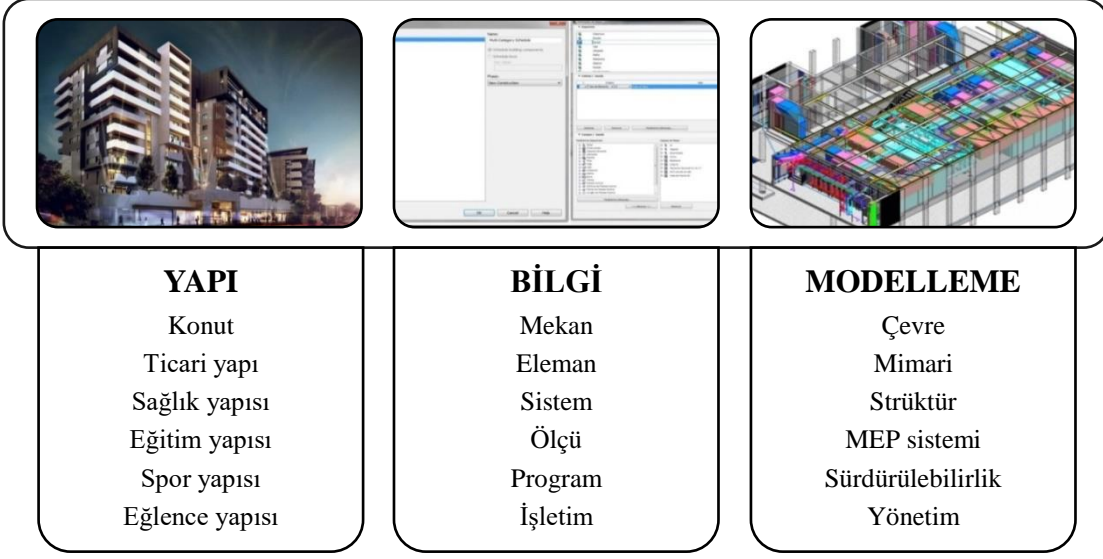 YAPI
Konut
Ticari yapı
Sağlık yapısı
Eğitim yapısı
Spor yapısı
Eğlence yapısı
BİLGİ
Mekan
Eleman
Sistem
Ölçü
Program
İşletim
MODELLEME
Çevre
Mimari
Strüktür
MEP sistemi
Sürdürülebilirlik
Yönetim